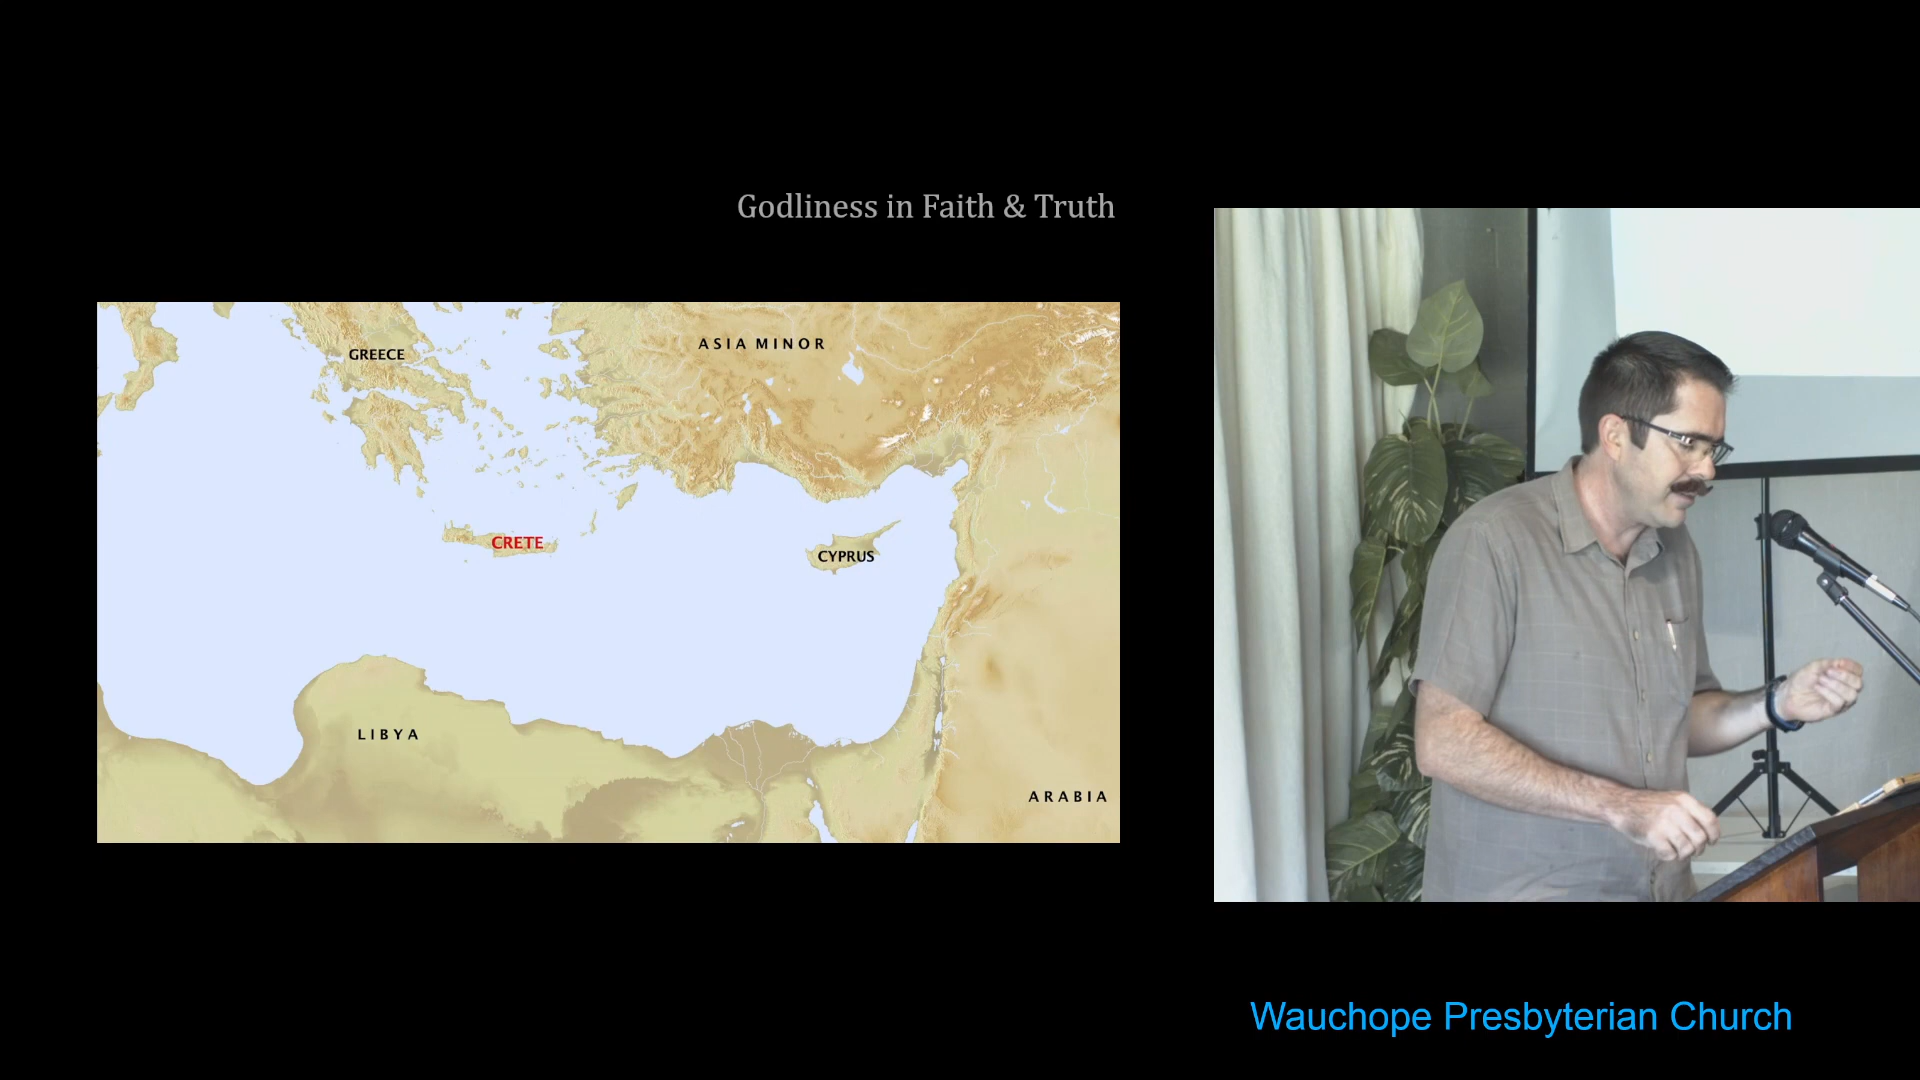 Godliness in Faith & Truth
GREECE
ASIA MINOR
CRETE
CYPRUS
LIBYA
ARABIA
Wauchope Presbyterian Church